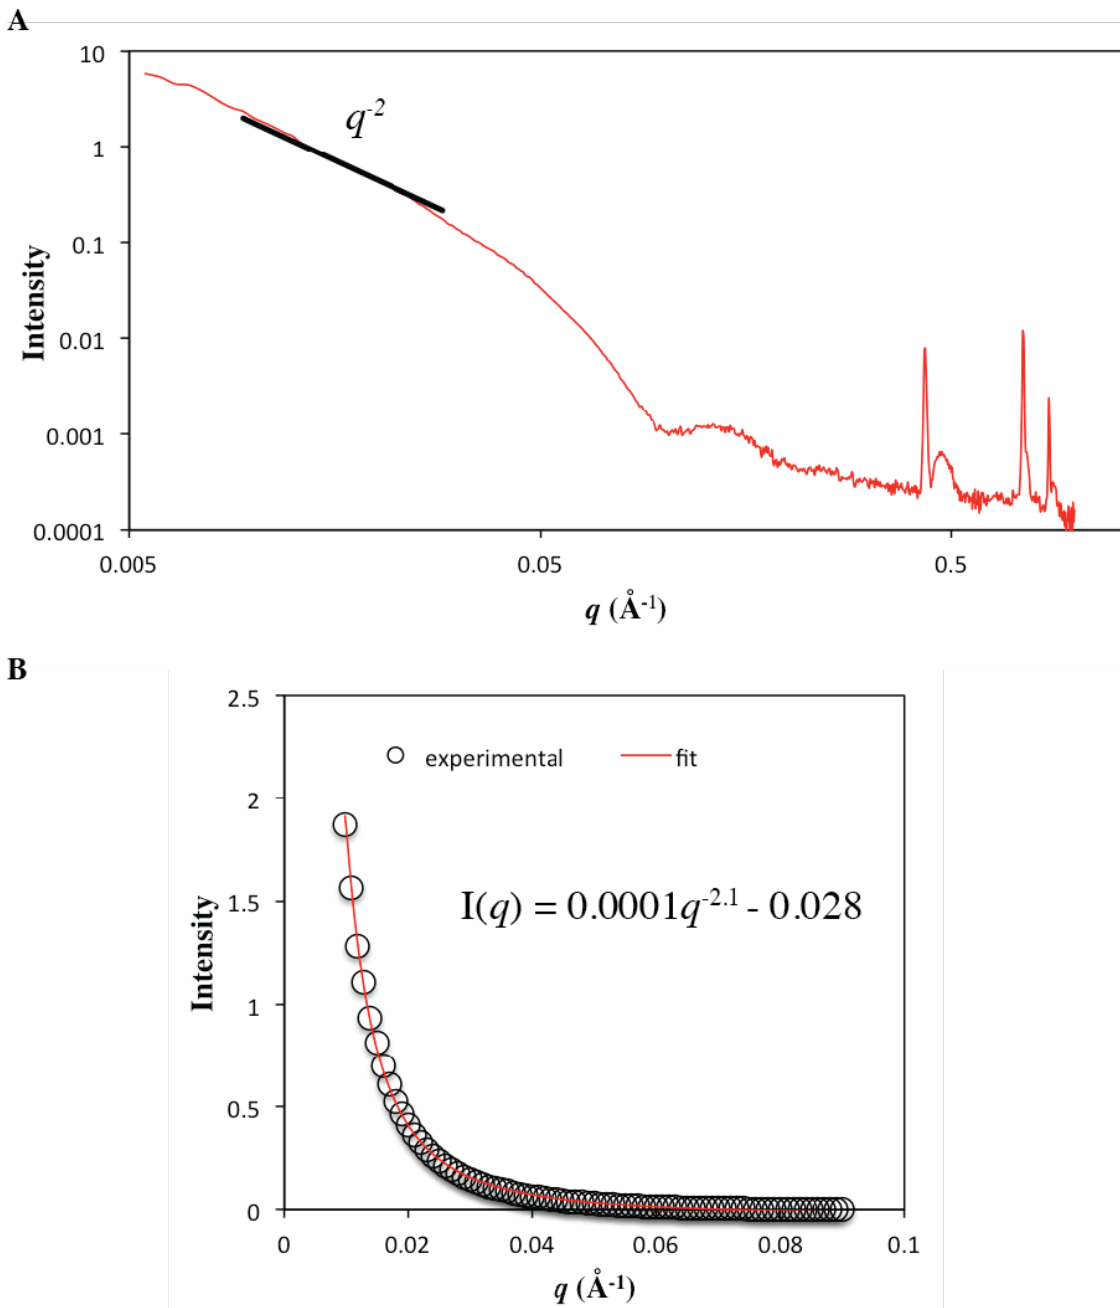 A
10
1
0.1
0.01
0.001
0.0001
Intensity
q⁻²
0.005 0.05 0.5
q (Å⁻¹)
B
2.5
2
1.5
1
0.5
0
Intensity
experimental fit
I(q) = 0.0001q⁻²·¹ - 0.028
0 0.02 0.04 0.06 0.08 0.1
q (Å⁻¹)